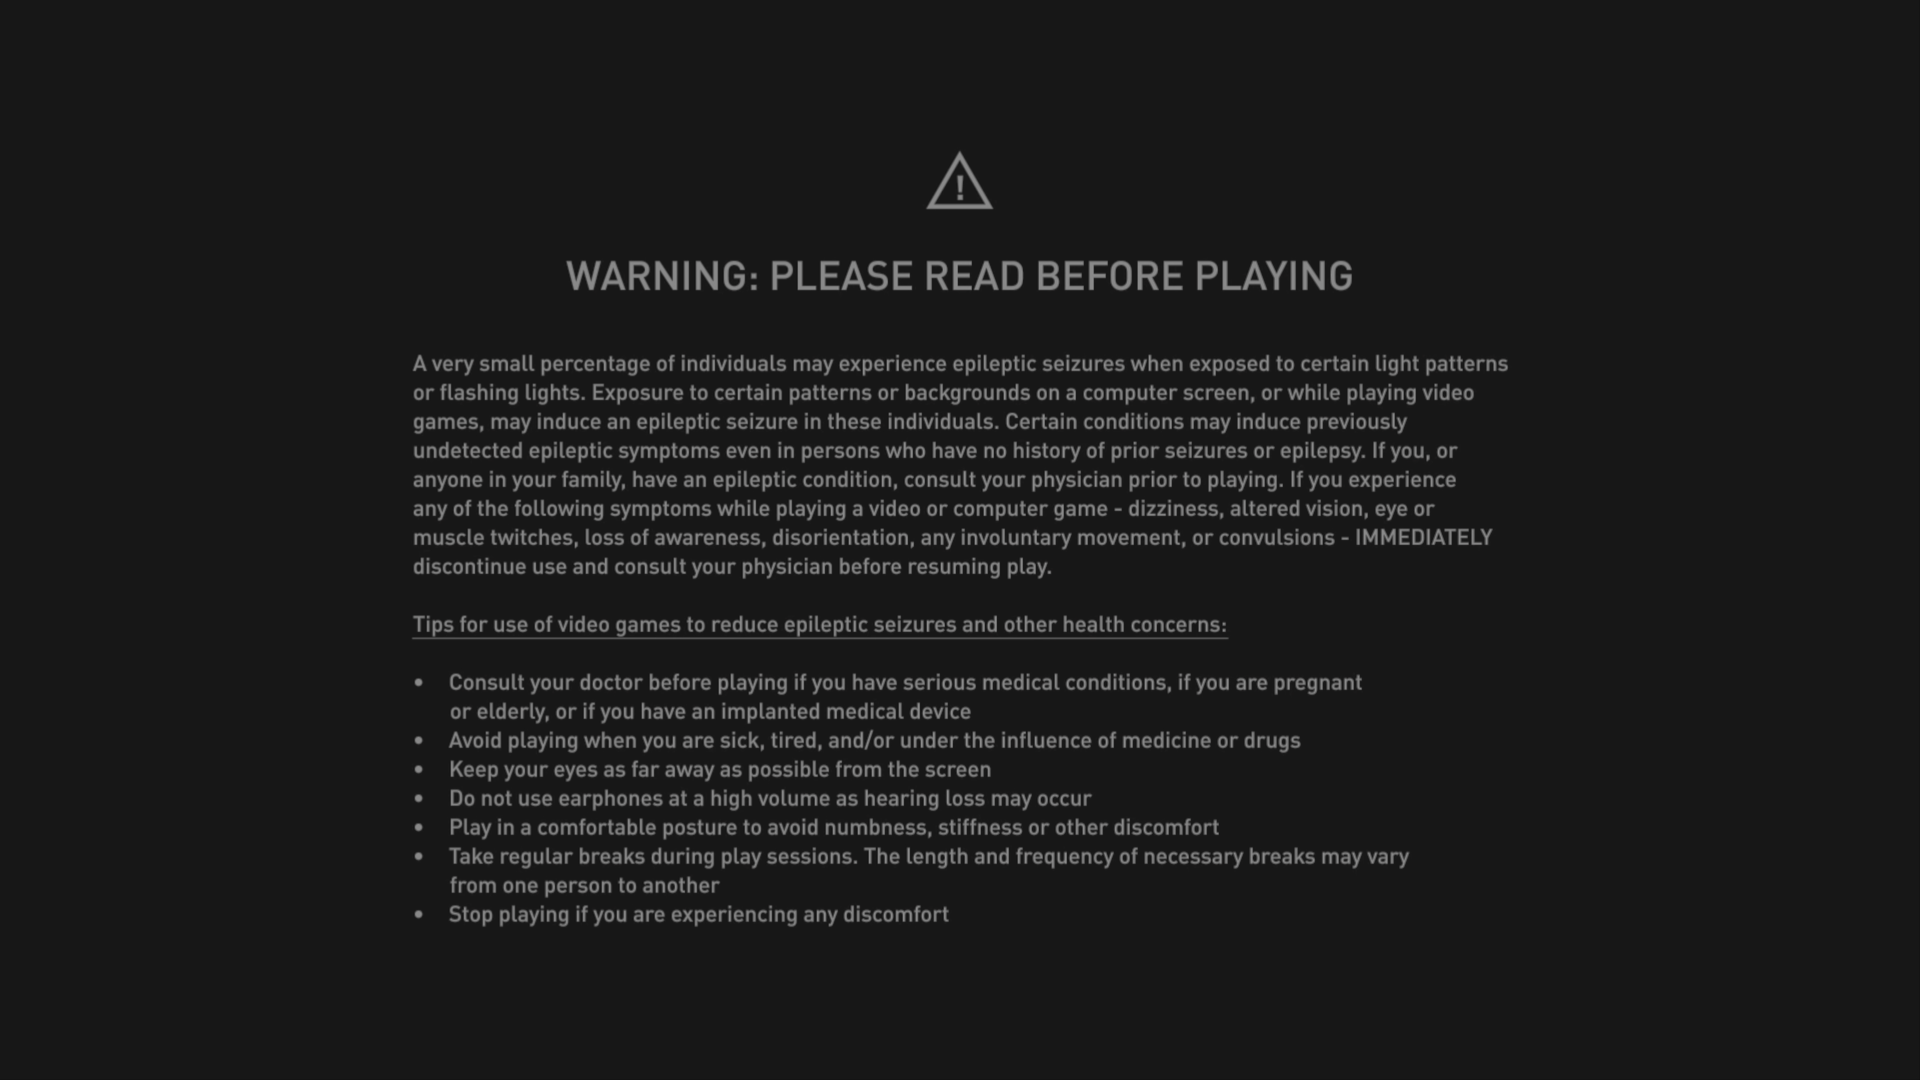 !
WARNING: PLEASE READ BEFORE PLAYING
A very small percentage of individuals may experience epileptic seizures when exposed to certain light patterns
or flashing lights. Exposure to certain patterns or backgrounds on a computer screen, or while playing video
games, may induce an epileptic seizure in these individuals. Certain conditions may induce previously
undetected epileptic symptoms even in persons who have no history of prior seizures or epilepsy. If you, or
anyone in your family, have an epileptic condition, consult your physician prior to playing. If you experience
any of the following symptoms while playing a video or computer game - dizziness, altered vision, eye or
muscle twitches, loss of awareness, disorientation, any involuntary movement, or convulsions - IMMEDIATELY
discontinue use and consult your physician before resuming play.
Tips for use of video games to reduce epileptic seizures and other health concerns:
• Consult your doctor before playing if you have serious medical conditions, if you are pregnant
or elderly, or if you have an implanted medical device
• Avoid playing when you are sick, tired, and/or under the influence of medicine or drugs
• Keep your eyes as far away as possible from the screen
• Do not use earphones at a high volume as hearing loss may occur
• Play in a comfortable posture to avoid numbness, stiffness or other discomfort
• Take regular breaks during play sessions. The length and frequency of necessary breaks may vary
from one person to another
• Stop playing if you are experiencing any discomfort